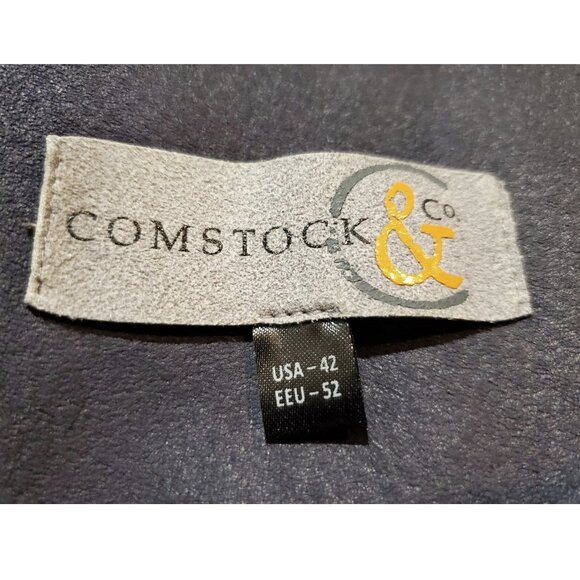 COMSTOCK & Co.
USA - 42
EEU - 52